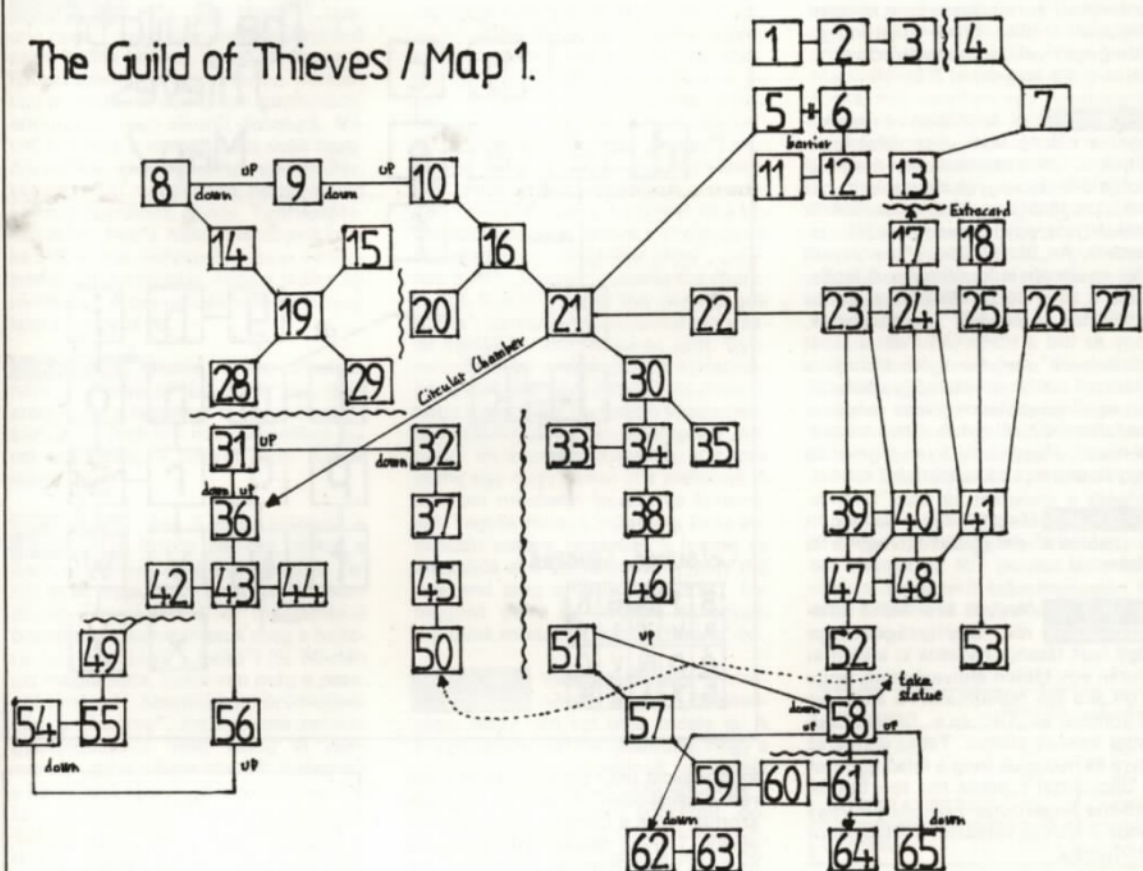 The Guild of Thieves / Map 1.
1 2 3 4
5 6 7
barrier
8 down up 9 down up 10 11 12 13
Extracard
14 15 16 17 18
19 20 21 22 23 24 25 26 27
Circular Chamber
28 29 30
31 up down 32 33 34 35
down up
36 37 38 39 40 41
42 43 44 45 46 47 48
49 50 51 up 52 53
take
statue
down
54 55 56 57 58
down up up up
59 60 61
down down
62 63 64 65